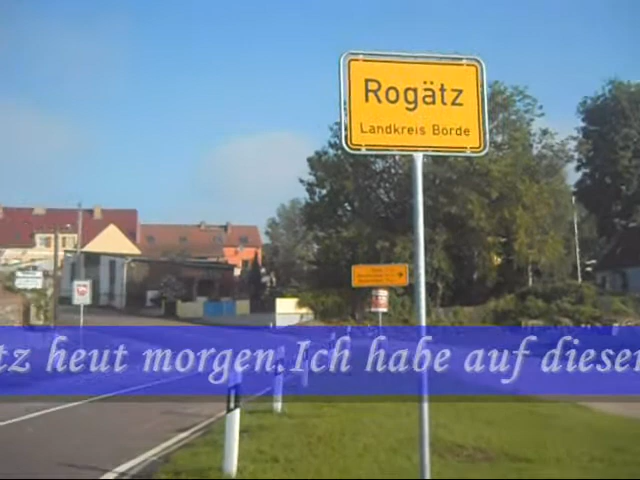 Rogätz
Landkreis Börde
tz heut morgen.Ich habe auf dieser